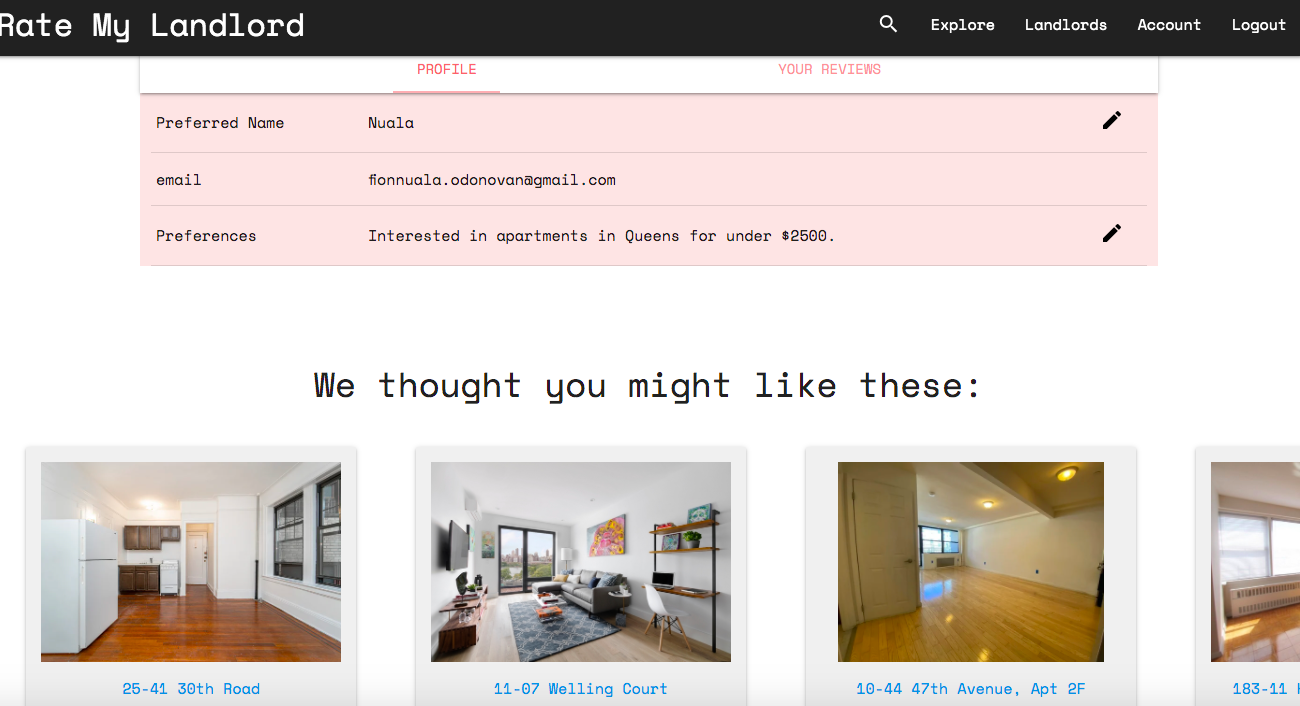 Rate My Landlord
Explore Landlords Account Logout
PROFILE YOUR REVIEWS
Preferred Name Nuala
email fionnuala.odonovan@gmail.com
Preferences Interested in apartments in Queens for under $2500.
We thought you might like these:
25-41 30th Road 11-07 Welling Court 10-44 47th Avenue, Apt 2F 183-11